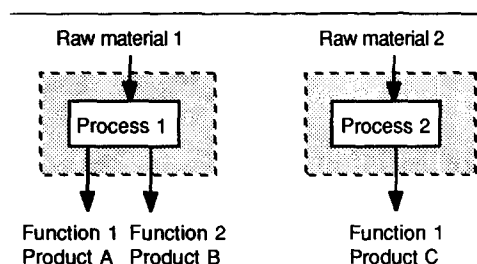 Raw material 1
Raw material 2
Process 1
Process 2
Function 1 Function 2
Product A Product B
Function 1
Product C